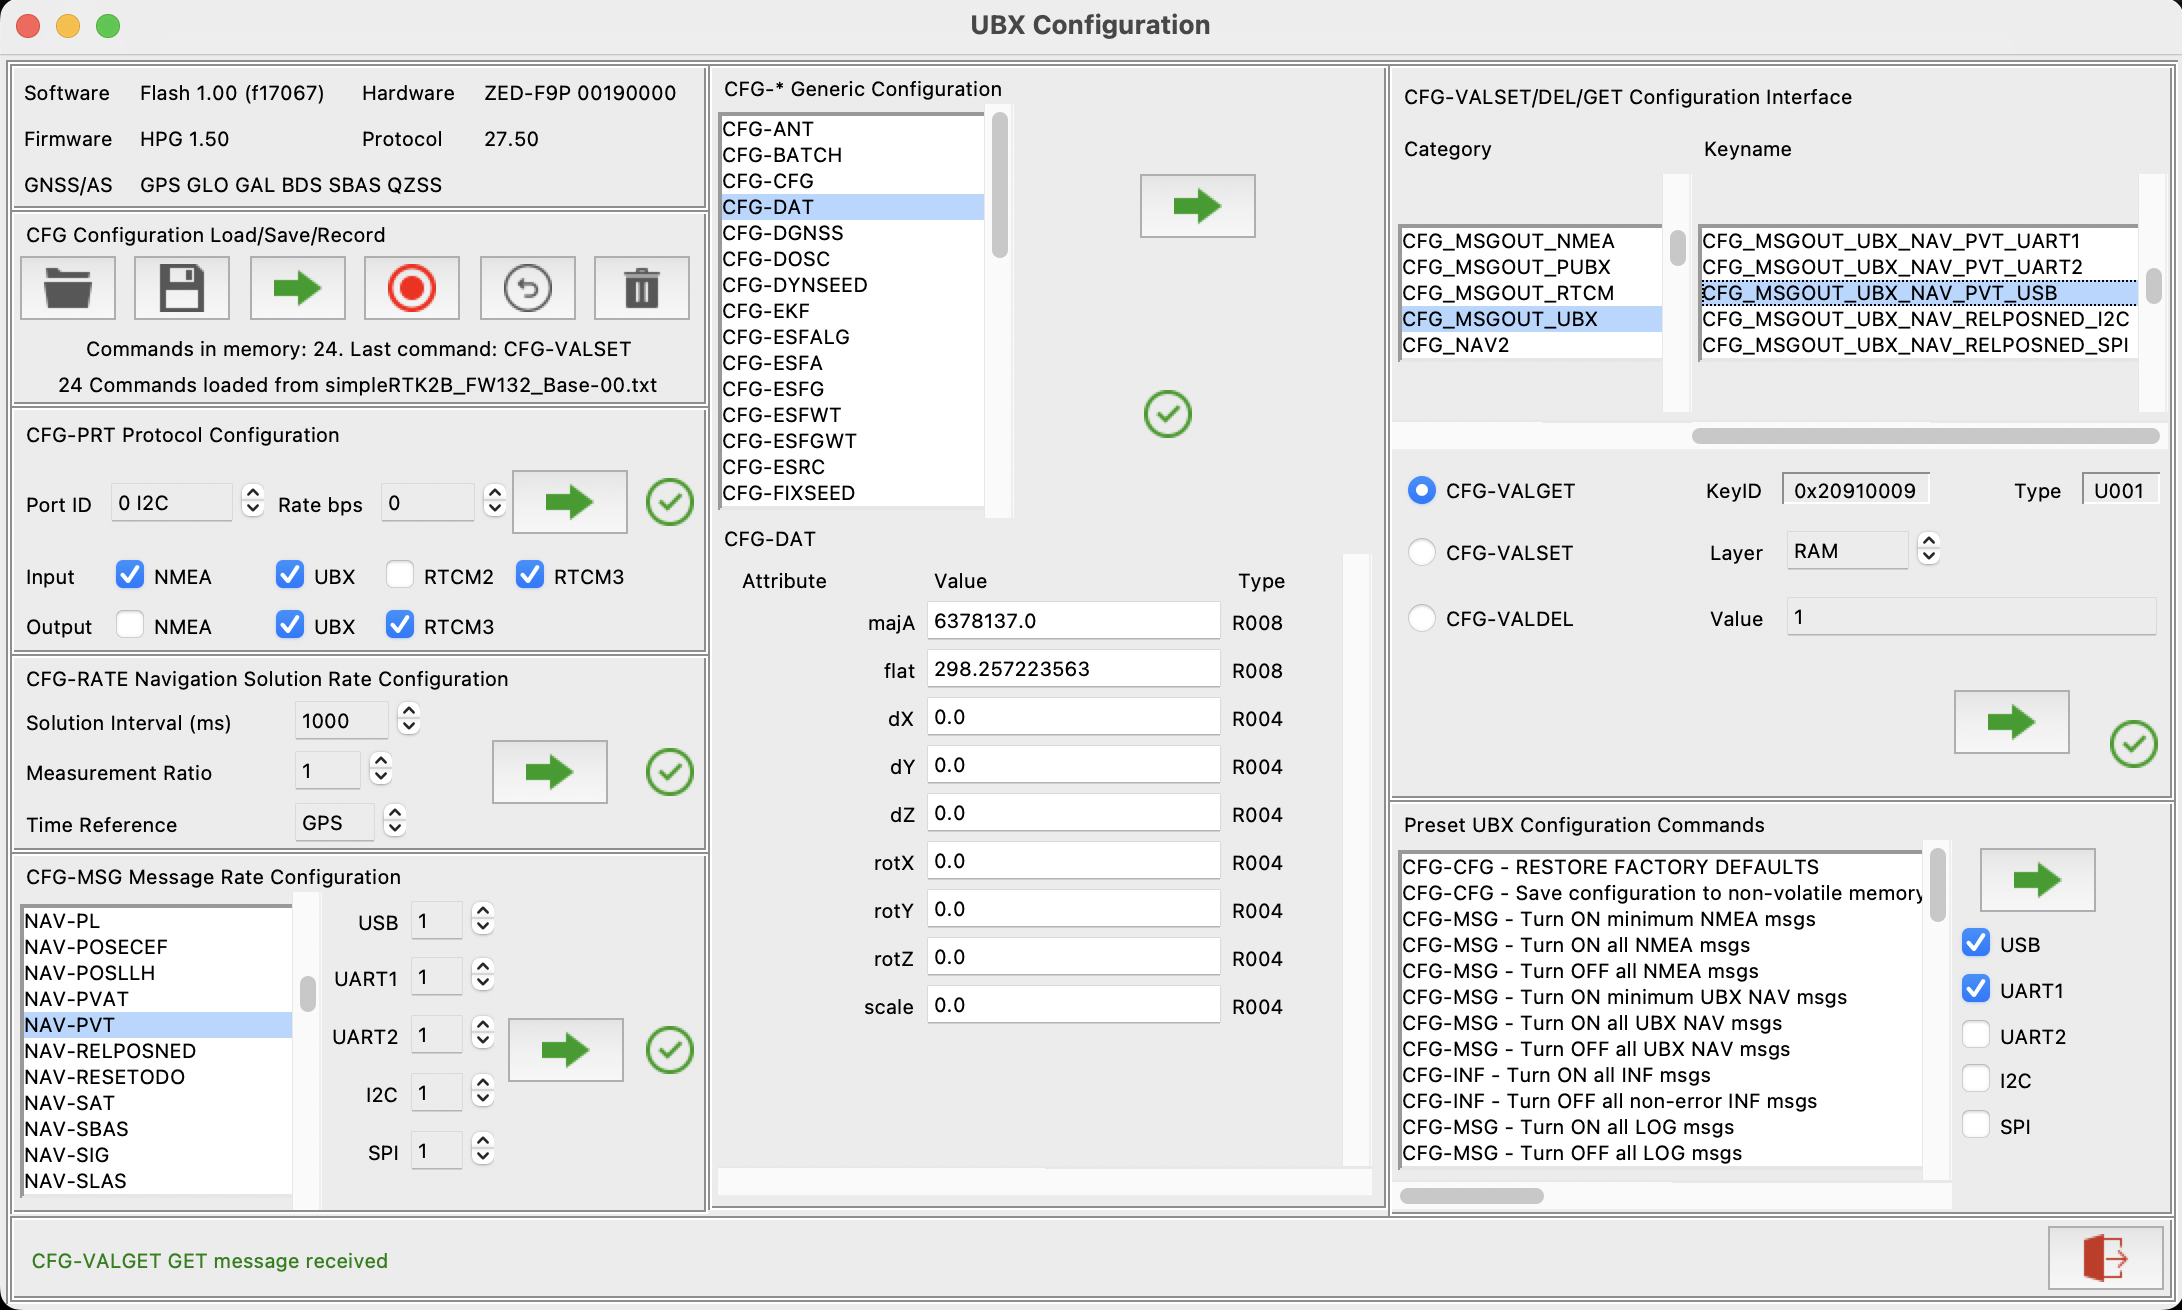 UBX Configuration
Software Flash 1.00 (f17067) Hardware ZED-F9P 00190000
Firmware HPG 1.50 Protocol 27.50
GNSS/AS GPS GLO GAL BDS SBAS QZSS
CFG Configuration Load/Save/Record
Commands in memory: 24. Last command: CFG-VALSET
24 Commands loaded from simpleRTK2B_FW132_Base-00.txt
CFG-PRT Protocol Configuration
Port ID 0 I2C Rate bps 0
Input NMEA UBX RTCM2 RTCM3
Output NMEA UBX RTCM3
CFG-RATE Navigation Solution Rate Configuration
Solution Interval (ms) 1000
Measurement Ratio 1
Time Reference GPS
CFG-MSG Message Rate Configuration
NAV-PL
NAV-POSECEF
NAV-POSLLH
NAV-PVAT
NAV-PVT
NAV-RELPOSNED
NAV-RESETODO
NAV-SAT
NAV-SBAS
NAV-SIG
NAV-SLAS
USB 1
UART1 1
UART2 1
I2C 1
SPI 1
CFG-* Generic Configuration
CFG-ANT
CFG-BATCH
CFG-CFG
CFG-DAT
CFG-DGNSS
CFG-DOSC
CFG-DYNSEED
CFG-EKF
CFG-ESFALG
CFG-ESFA
CFG-ESFG
CFG-ESFWT
CFG-ESFGWT
CFG-ESRC
CFG-FIXSEED
CFG-DAT
Attribute Value Type
majA 6378137.0 R008
flat 298.257223563 R008
dX 0.0 R004
dY 0.0 R004
dZ 0.0 R004
rotX 0.0 R004
rotY 0.0 R004
rotZ 0.0 R004
scale 0.0 R004
CFG-VALSET/DEL/GET Configuration Interface
Category Keyname
CFG_MSGOUT_NMEA
CFG_MSGOUT_PUBX
CFG_MSGOUT_RTCM
CFG_MSGOUT_UBX
CFG_NAV2
CFG_MSGOUT_UBX_NAV_PVT_UART1
CFG_MSGOUT_UBX_NAV_PVT_UART2
CFG_MSGOUT_UBX_NAV_PVT_USB
CFG_MSGOUT_UBX_NAV_RELPOSNED_I2C
CFG_MSGOUT_UBX_NAV_RELPOSNED_SPI
CFG-VALGET KeyID 0x20910009 Type U001
CFG-VALSET Layer RAM
CFG-VALDEL Value 1
Preset UBX Configuration Commands
CFG-CFG - RESTORE FACTORY DEFAULTS
CFG-CFG - Save configuration to non-volatile memory
CFG-MSG - Turn ON minimum NMEA msgs
CFG-MSG - Turn ON all NMEA msgs
CFG-MSG - Turn OFF all NMEA msgs
CFG-MSG - Turn ON minimum UBX NAV msgs
CFG-MSG - Turn ON all UBX NAV msgs
CFG-MSG - Turn OFF all UBX NAV msgs
CFG-INF - Turn ON all INF msgs
CFG-INF - Turn OFF all non-error INF msgs
CFG-MSG - Turn ON all LOG msgs
CFG-MSG - Turn OFF all LOG msgs
USB
UART1
UART2
I2C
SPI
CFG-VALGET GET message received